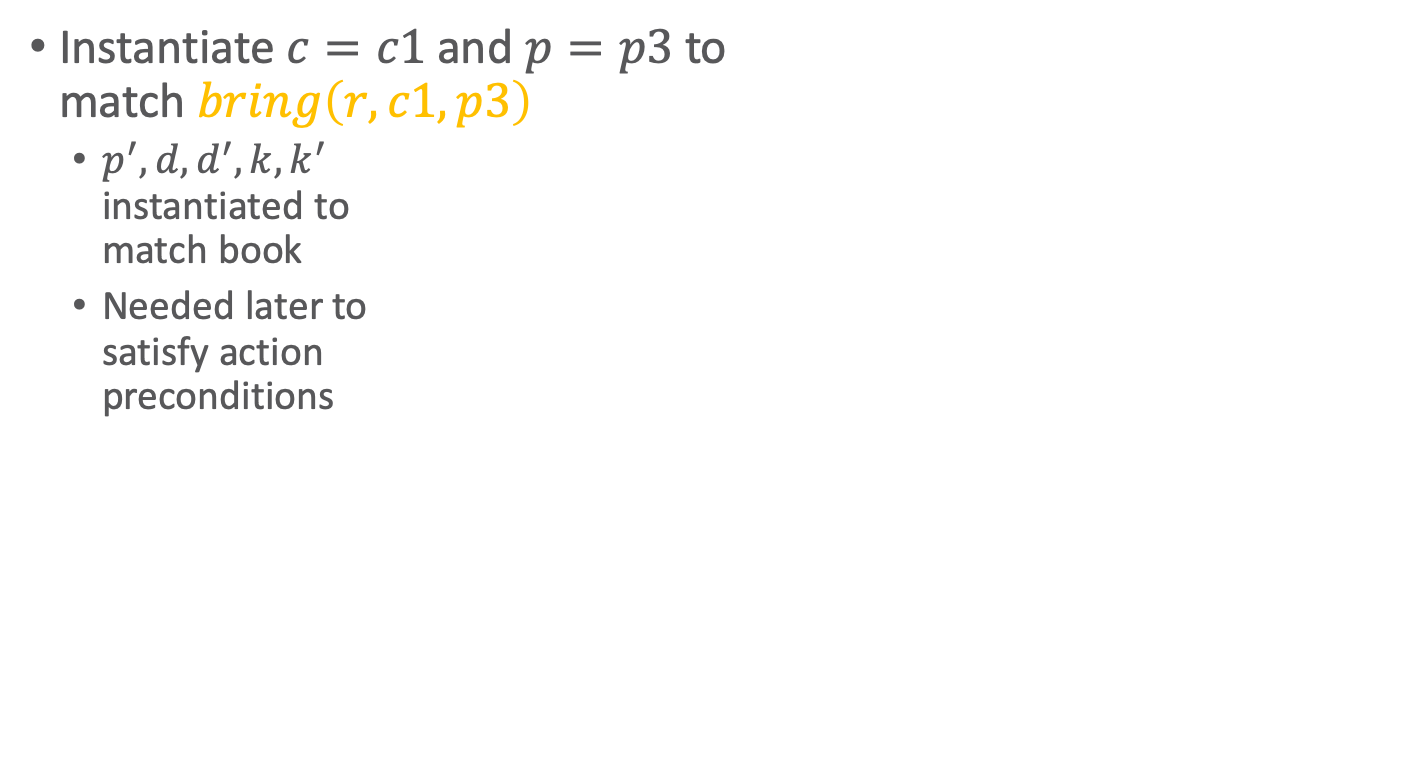 • Instantiate 𝑐 = 𝑐1 and 𝑝 = 𝑝3 to
match 𝑏𝑟𝑖𝑛𝑔(𝑟, 𝑐1, 𝑝3)
• 𝑝′, 𝑑, 𝑑′, 𝑘, 𝑘′
instantiated to
match book
• Needed later to
satisfy action
preconditions